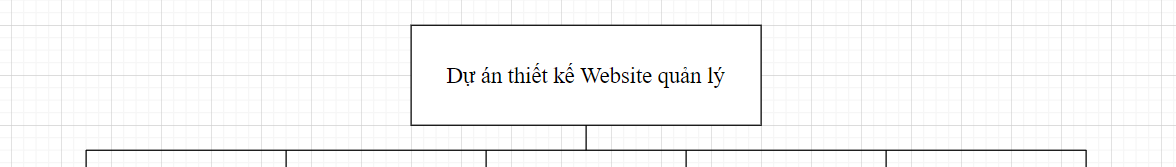 Dự án thiết kế Website quản lý